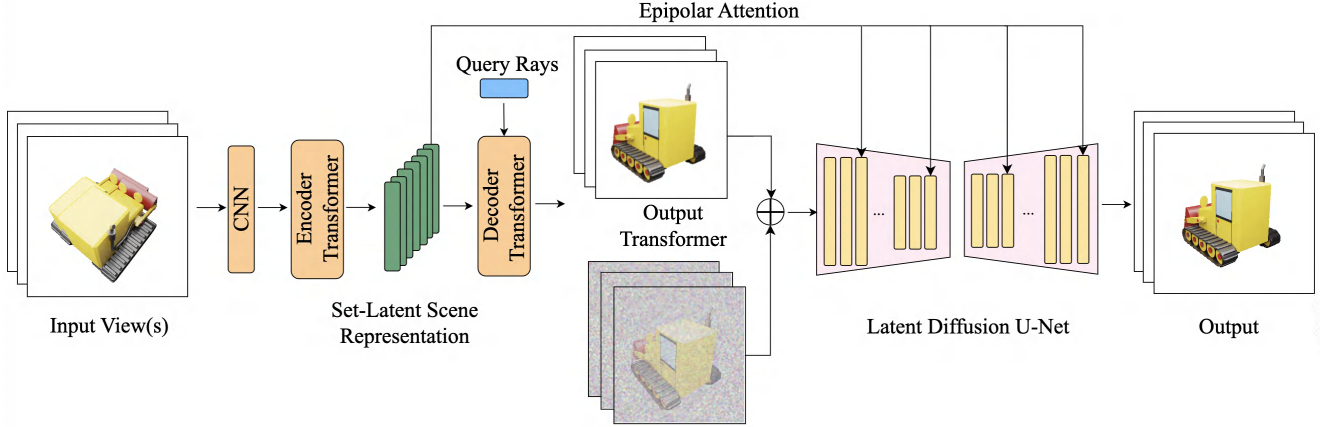 Epipolar Attention
Query Rays
CNN
Encoder
Transformer
Decoder
Transformer
Output
Transformer
...
...
Set-Latent Scene
Representation
Input View(s)
Latent Diffusion U-Net
Output